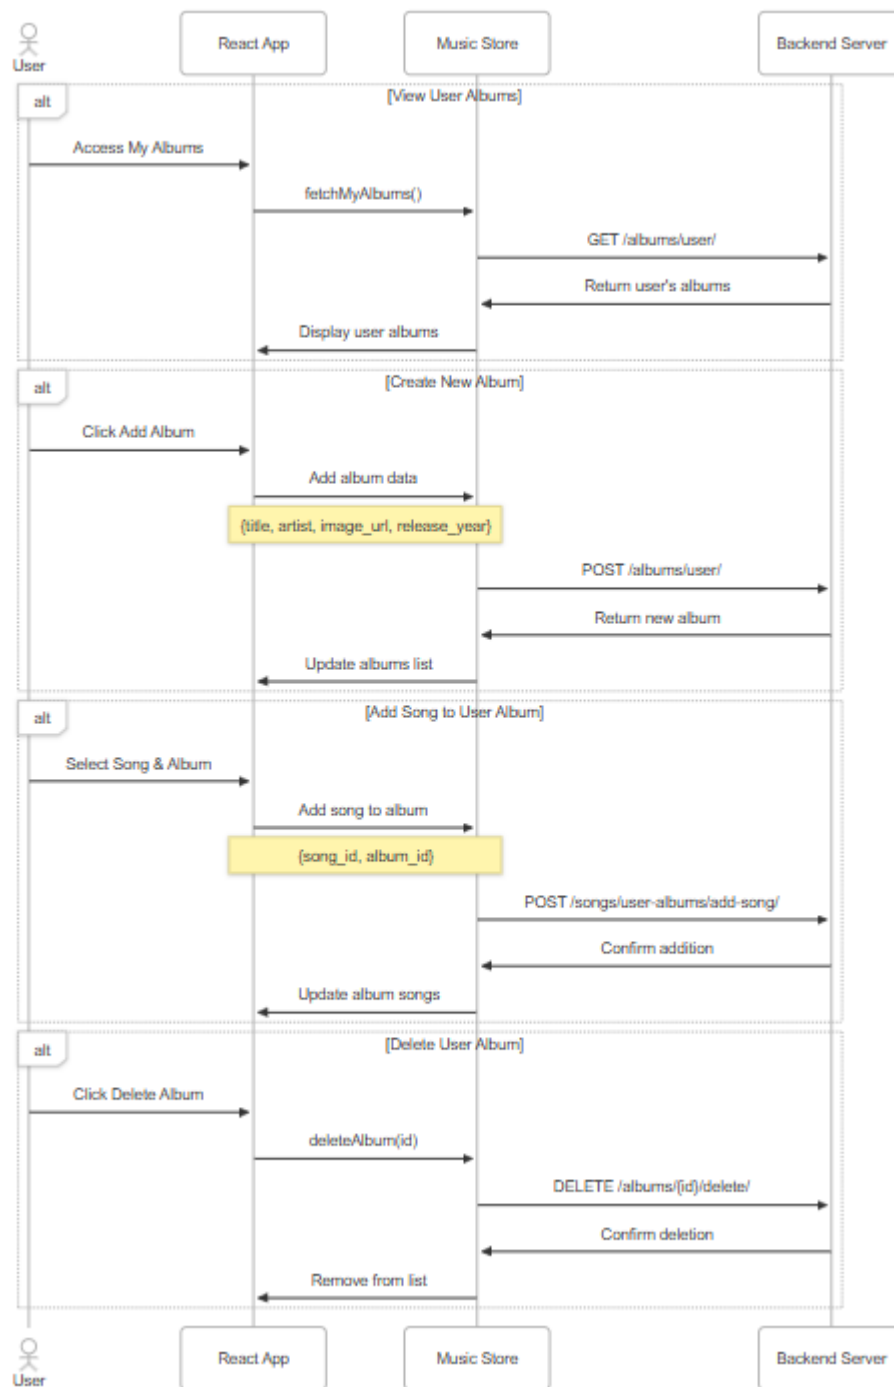 User
React App
Music Store
Backend Server
alt
[View User Albums]
Access My Albums
fetchMyAlbums()
GET /albums/user/
Return user's albums
Display user albums
alt
[Create New Album]
Click Add Album
Add album data
{title, artist, image_url, release_year}
POST /albums/user/
Return new album
Update albums list
alt
[Add Song to User Album]
Select Song & Album
Add song to album
{song_id, album_id}
POST /songs/user-albums/add-song/
Confirm addition
Update album songs
alt
[Delete User Album]
Click Delete Album
deleteAlbum(id)
DELETE /albums/{id}/delete/
Confirm deletion
Remove from list
User
React App
Music Store
Backend Server